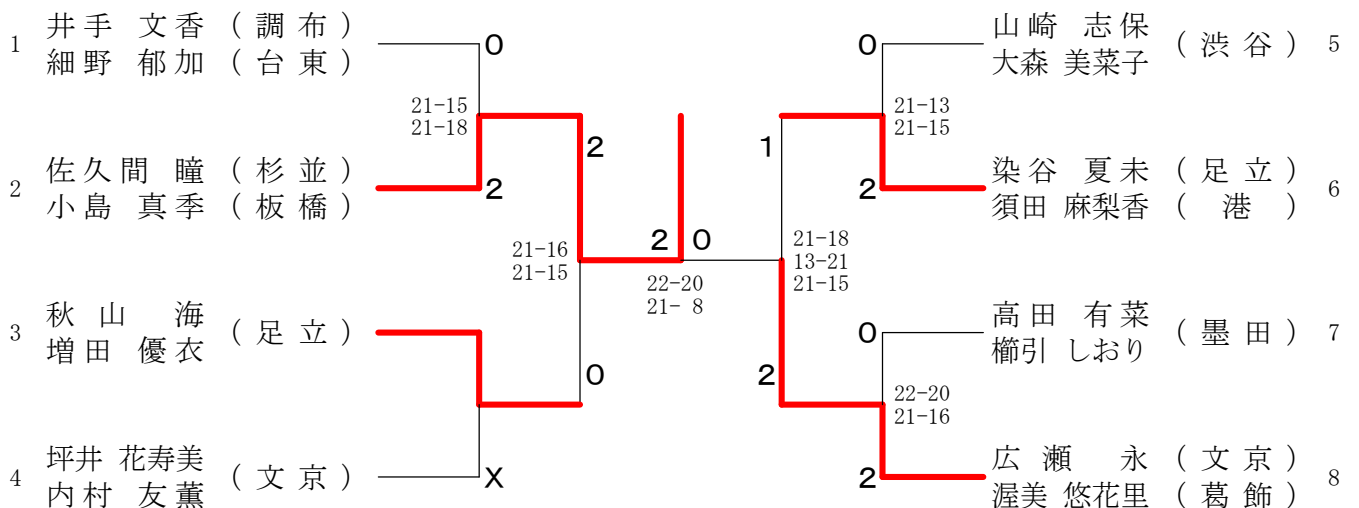 1 井手 文香 (調布)
細野 郁加 (台東)
0
21-15
21-18
2 佐久間 瞳 (杉並)
小島 真季 (板橋)
2
2
21-16
21-15
3 秋山 海
増田 優衣
(足立)
0
4 坪井 花寿美
内村 友薫
(文京)
X
2 0
22-20
21- 8
山崎 志保
大森 美菜子
(渋谷) 5
0
21-13
21-15
1
染谷 夏未 (足立)
須田 麻梨香 (港)
6
2
21-18
13-21
21-15
高田 有菜
櫛引 しおり
(墨田) 7
0
2
22-20
21-16
広瀬 永 (文京)
渥美 悠花里 (葛飾)
8
2